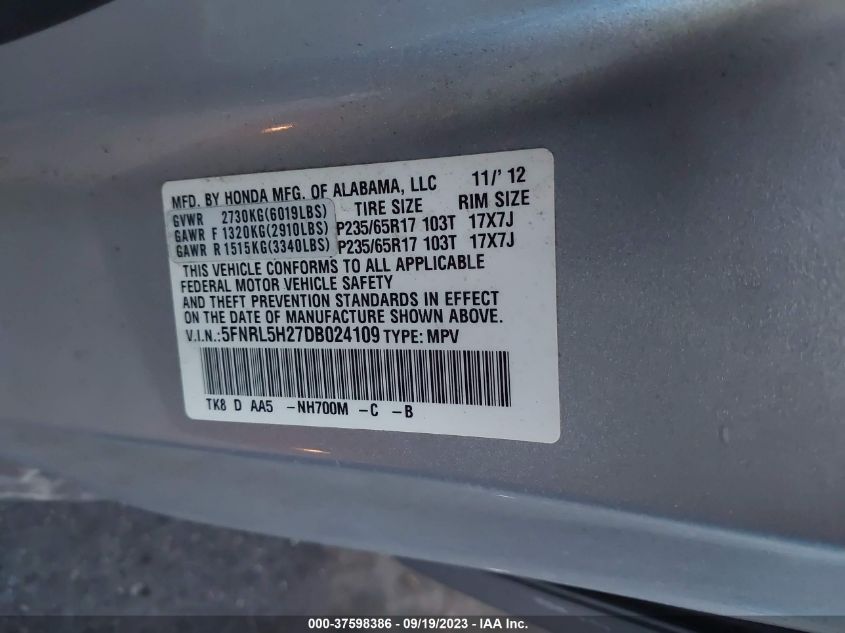 MFD. BY HONDA MFG. OF ALABAMA, LLC 11/' 12
GVWR 2730KG(6019LBS) TIRE SIZE RIM SIZE
GAWR F 1320KG(2910LBS) P235/65R17 103T 17X7J
GAWR R 1515KG(3340LBS) P235/65R17 103T 17X7J
THIS VEHICLE CONFORMS TO ALL APPLICABLE
FEDERAL MOTOR VEHICLE SAFETY
AND THEFT PREVENTION STANDARDS IN EFFECT
ON THE DATE OF MANUFACTURE SHOWN ABOVE.
V.I.N.:5FNRL5H27DB024109 TYPE: MPV
TK8 D AA5 -NH700M -C -B
000-37598386 - 09/19/2023 - IAA Inc.